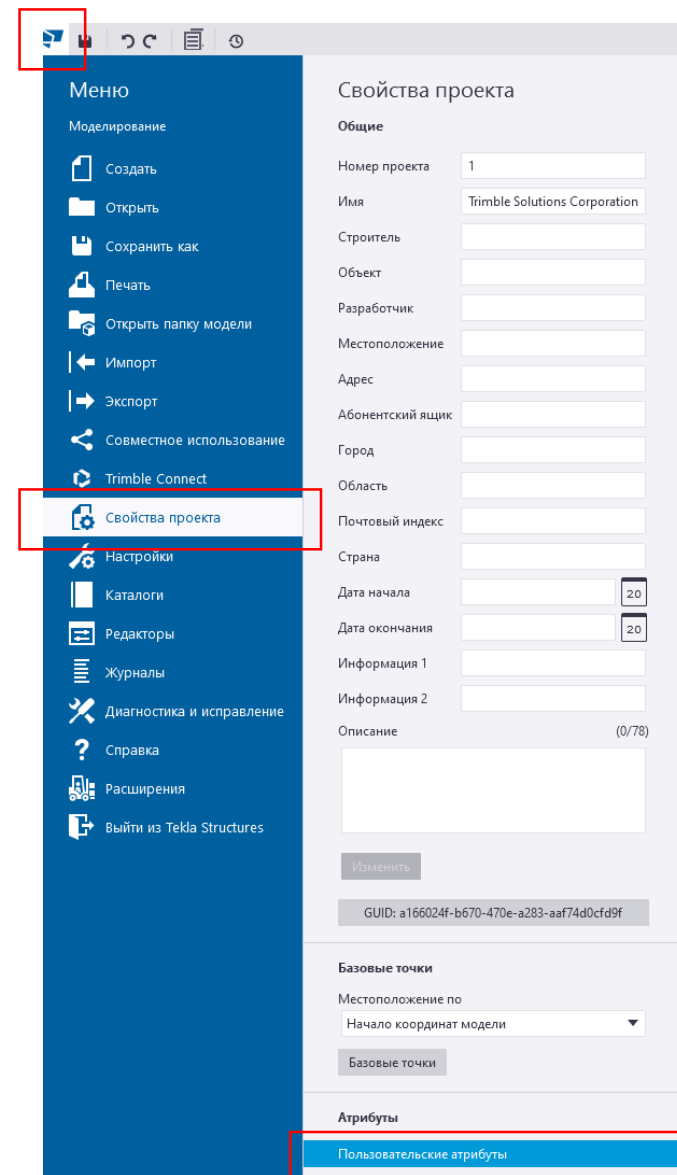 Меню
Моделирование
Создать
Открыть
Сохранить как
Печать
Открыть папку модели
Импорт
Экспорт
Совместное использование
Trimble Connect
Свойства проекта
Настройки
Каталоги
Редакторы
Журналы
Диагностика и исправление
Справка
Расширения
Выйти из Tekla Structures
Свойства проекта
Общие
Номер проекта 1
Имя Trimble Solutions Corporation
Строитель
Объект
Разработчик
Местоположение
Адрес
Абонентский ящик
Город
Область
Почтовый индекс
Страна
Дата начала 20
Дата окончания 20
Информация 1
Информация 2
Описание (0/78)
Изменить
GUID: a166024f-b670-470e-a283-aaf74d0cfd9f
Базовые точки
Местоположение по
Начало координат модели
Базовые точки
Атрибуты
Пользовательские атрибуты